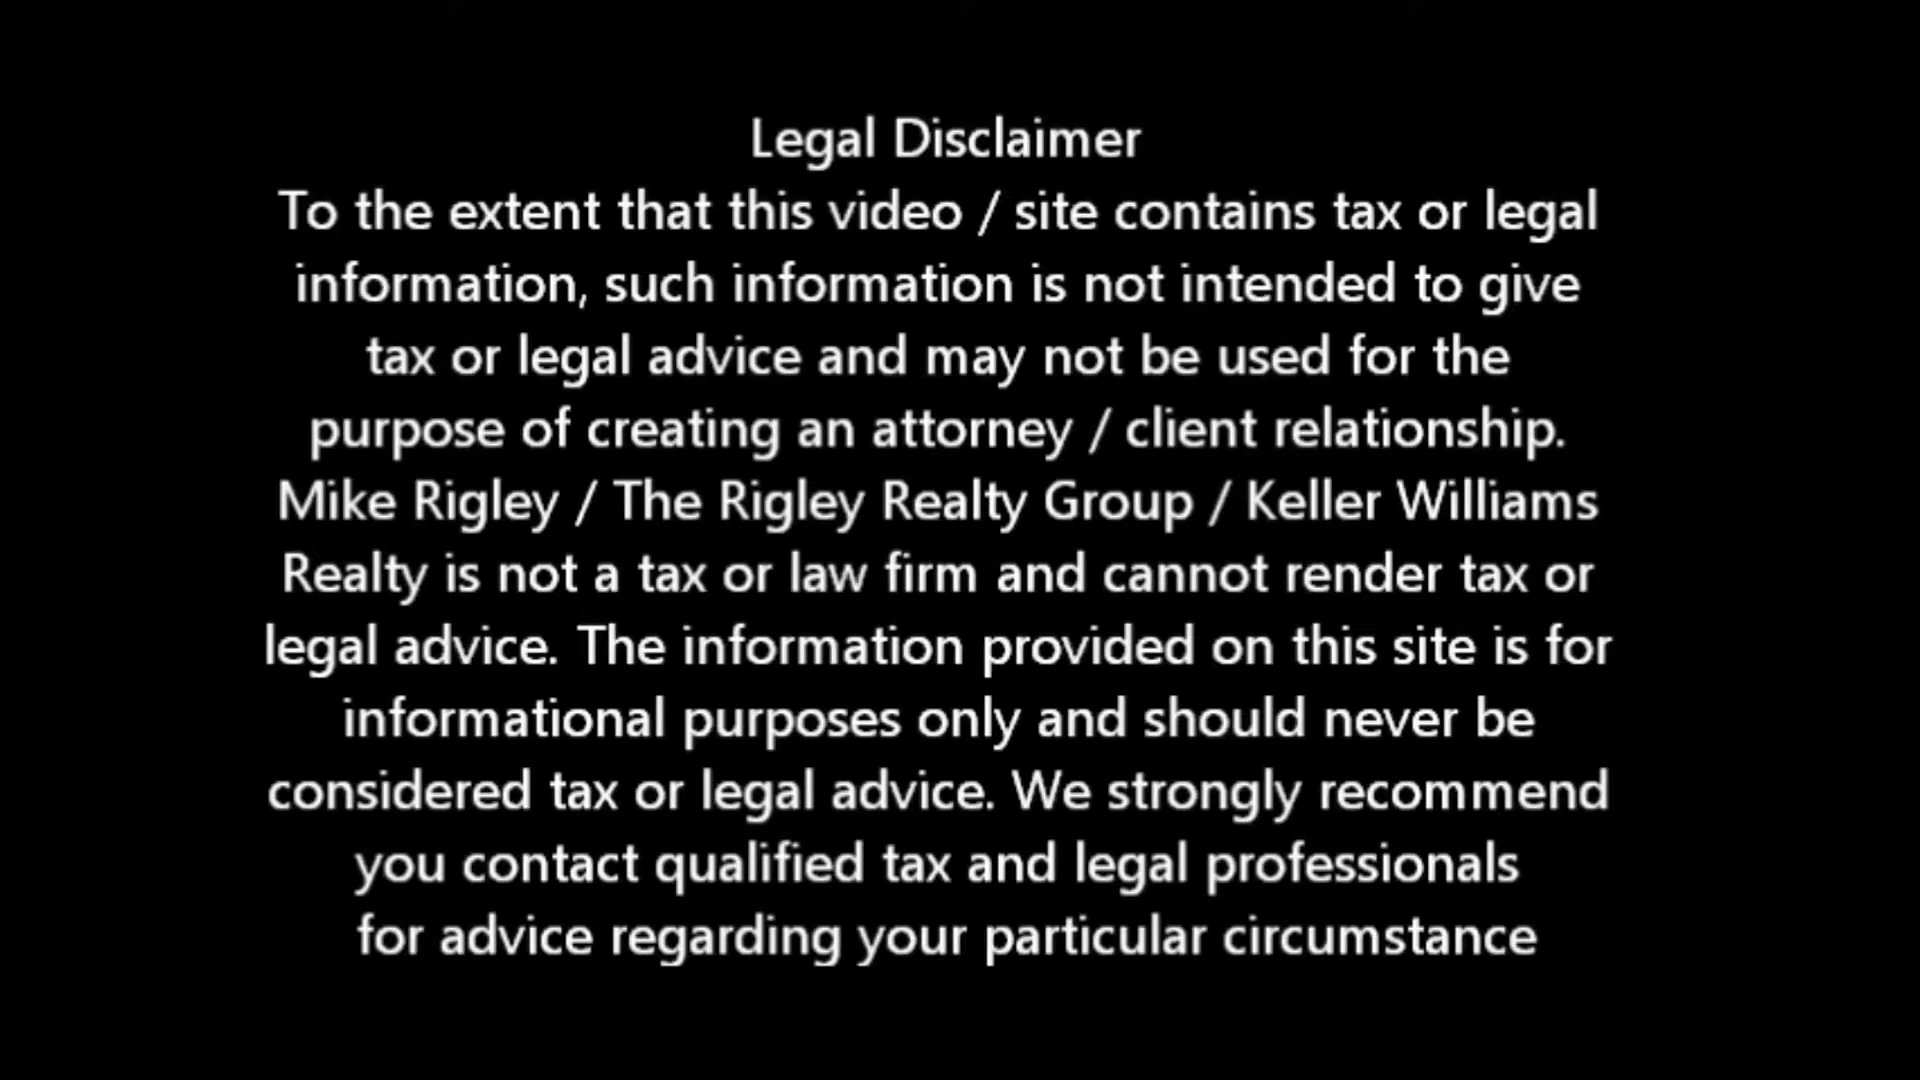 Legal Disclaimer
To the extent that this video / site contains tax or legal
information, such information is not intended to give
tax or legal advice and may not be used for the
purpose of creating an attorney / client relationship.
Mike Rigley / The Rigley Realty Group / Keller Williams
Realty is not a tax or law firm and cannot render tax or
legal advice. The information provided on this site is for
informational purposes only and should never be
considered tax or legal advice. We strongly recommend
you contact qualified tax and legal professionals
for advice regarding your particular circumstance